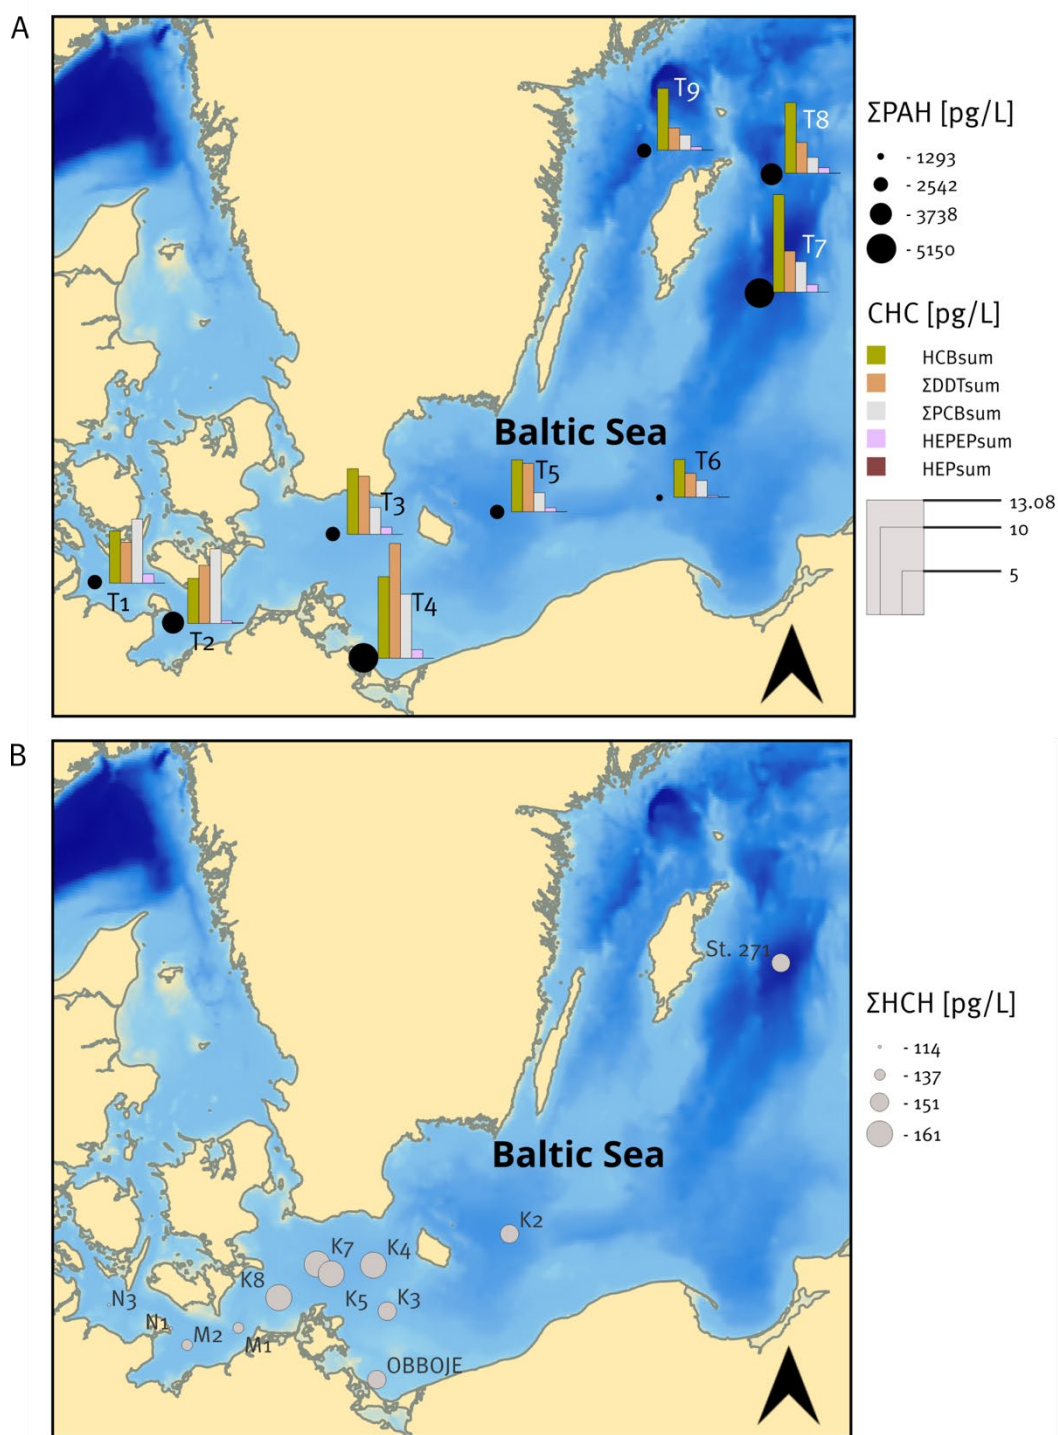 A
T9
T8
T7
Baltic Sea
T6
T5
T3
T4
T1
T2
ΣPAH [pg/L]
- 1293
- 2542
- 3738
- 5150
CHC [pg/L]
HCBsum
ΣDDTsum
ΣPCBsum
HEPEPsum
HEPsum
13.08
10
5
B
St. 271
Baltic Sea
K2
K7
K4
K8
K5
K3
N3
N1
M2
M1
OBBOJE
ΣHCH [pg/L]
- 114
- 137
- 151
- 161